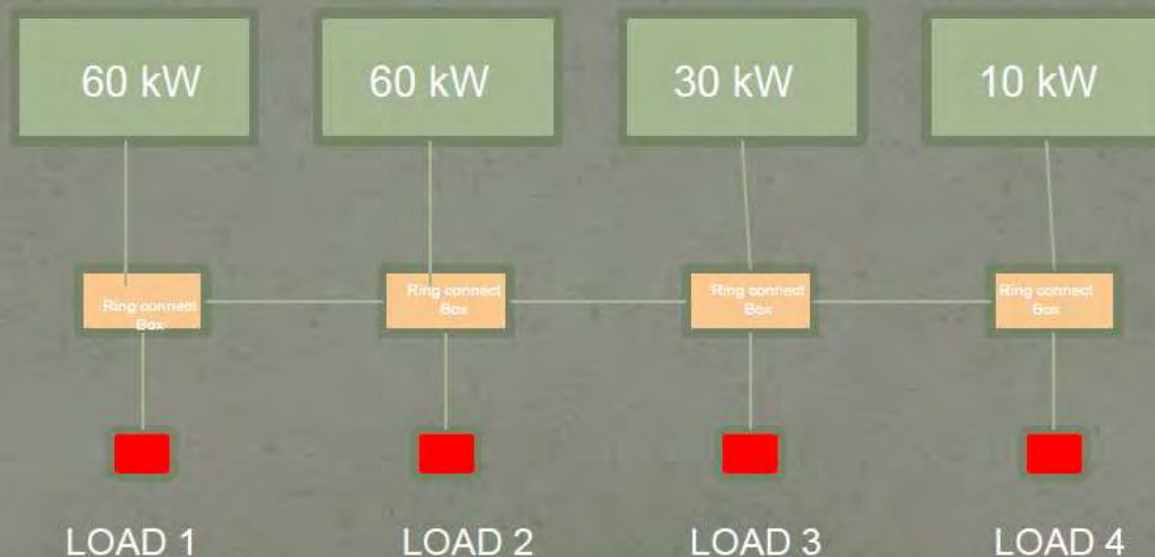 60 kW
60 kW
30 kW
10 kW
Ring connect
Box
Ring connect
Box
Ring connect
Box
Ring connect
Box
LOAD 1
LOAD 2
LOAD 3
LOAD 4